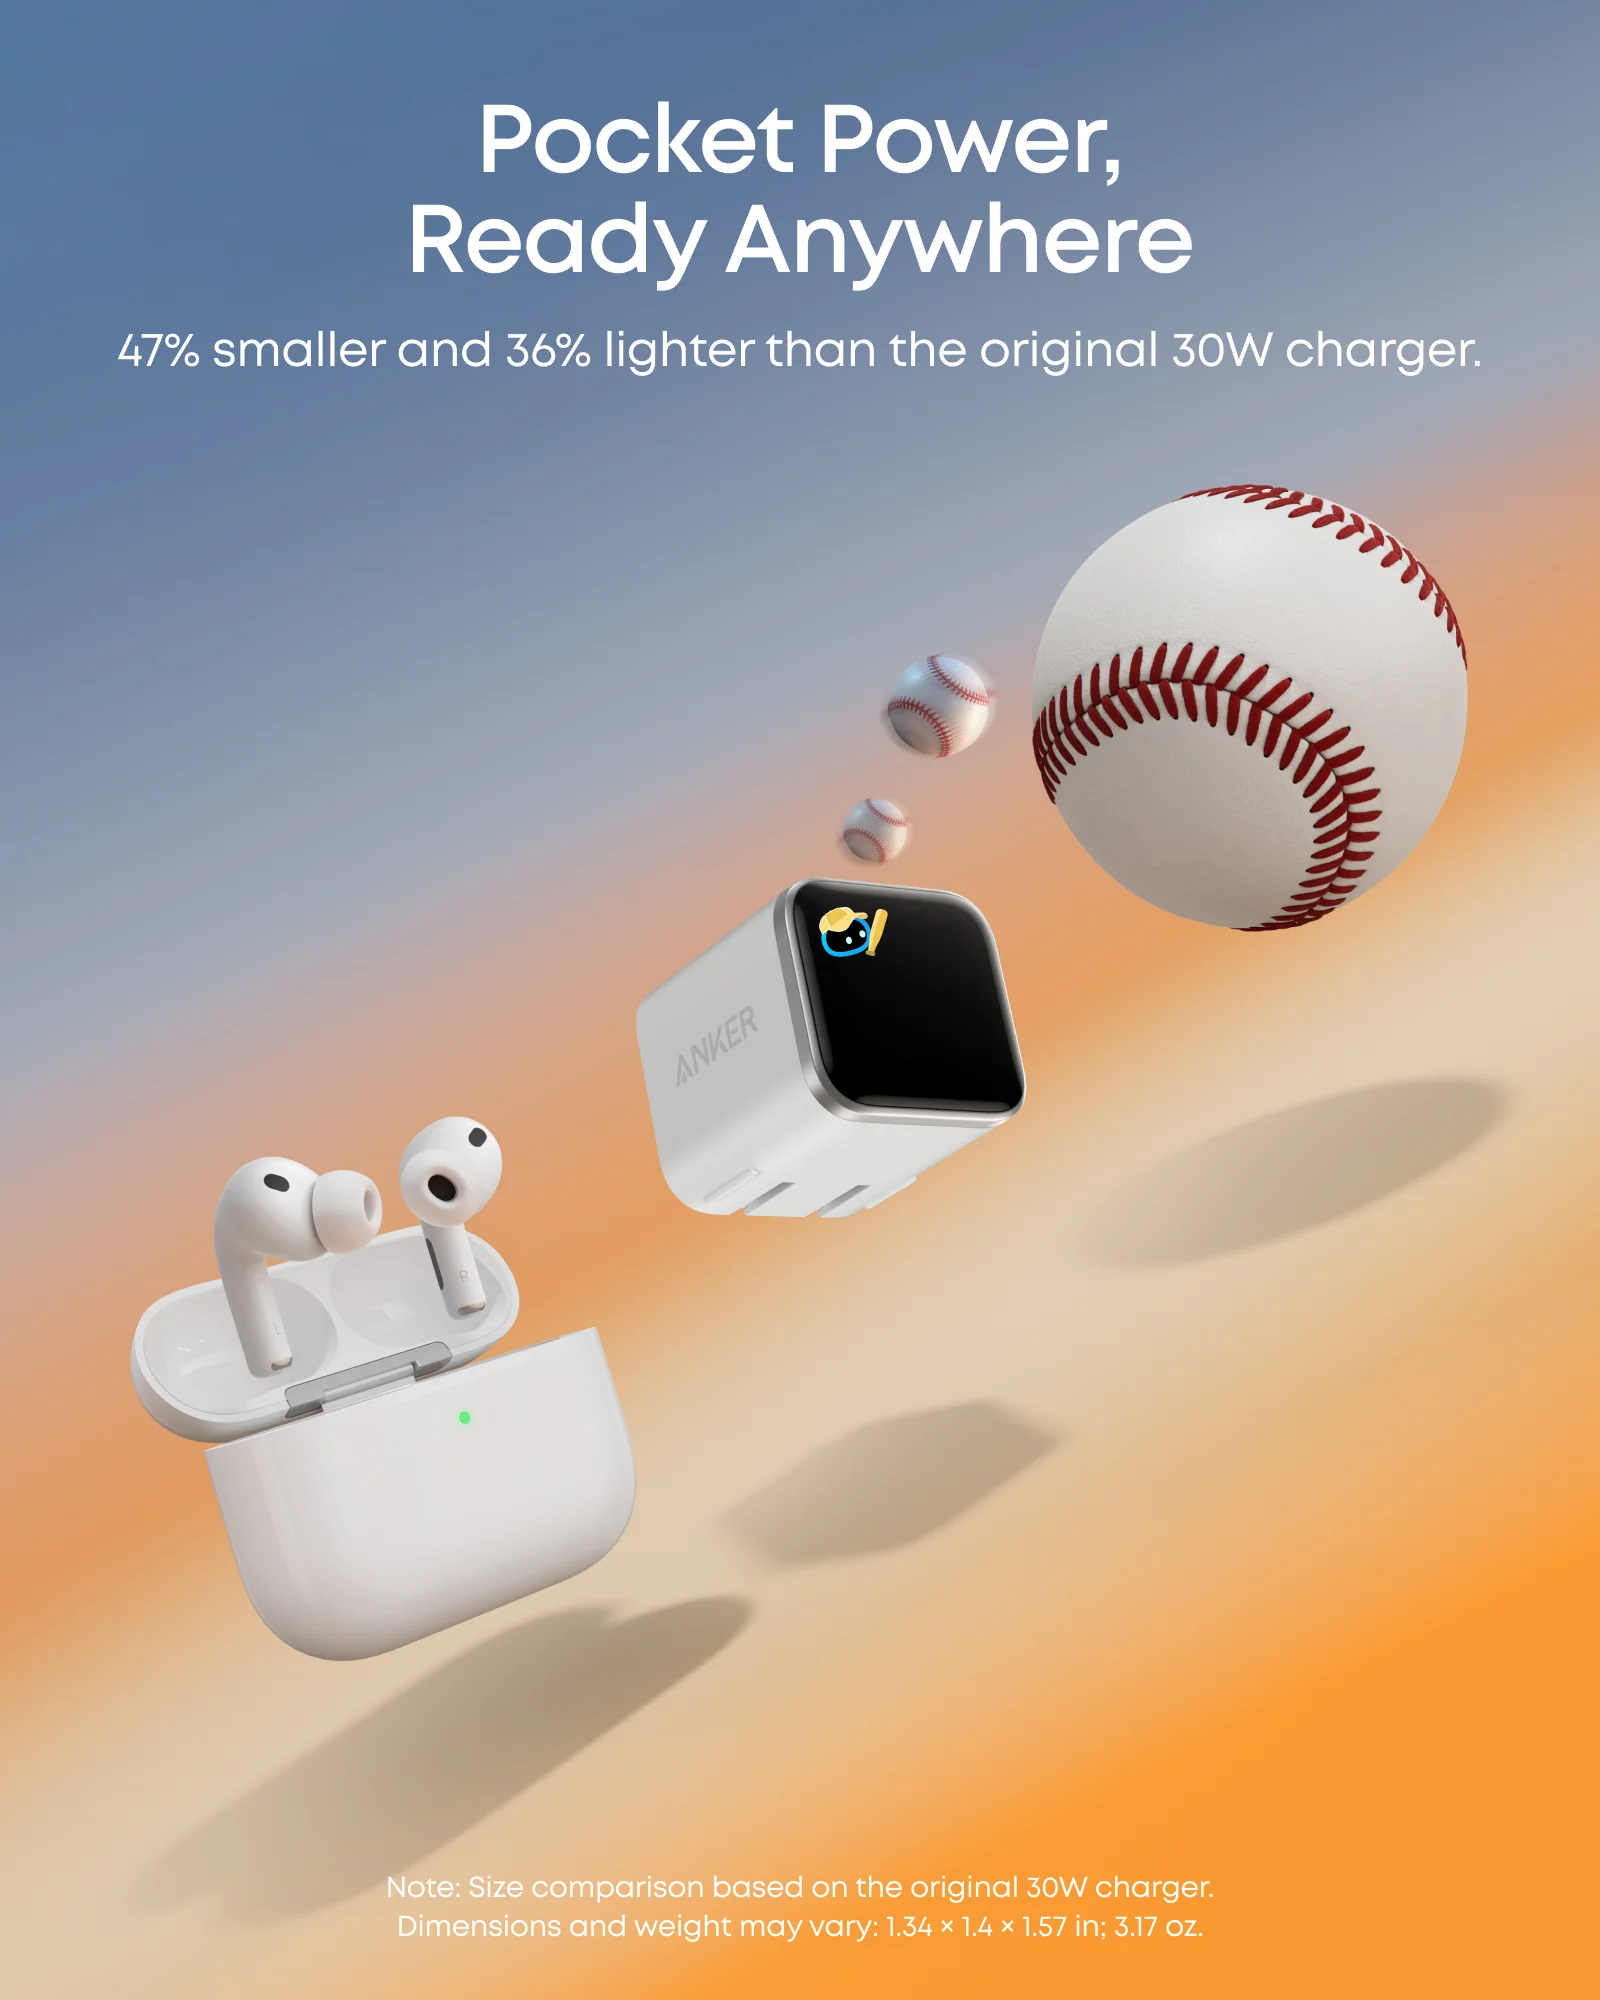 Pocket Power,
Ready Anywhere
47% smaller and 36% lighter than the original 30W charger.
ANKER
R
L
Note: Size comparison based on the original 30W charger.
Dimensions and weight may vary: 1.34 × 1.4 × 1.57 in; 3.17 oz.